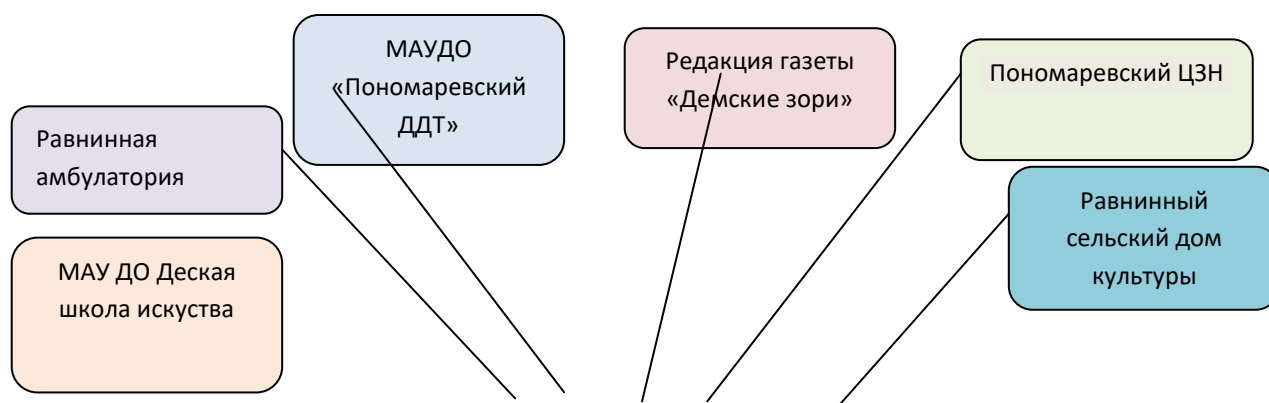 МАУДО
«Пономаревский
ДДТ»
Редакция газеты
«Демские зори»
Пономаревский ЦЗН
Равнинная
амбулатория
Равнинный
сельский дом
культуры
МАУ ДО Деская
школа искуства